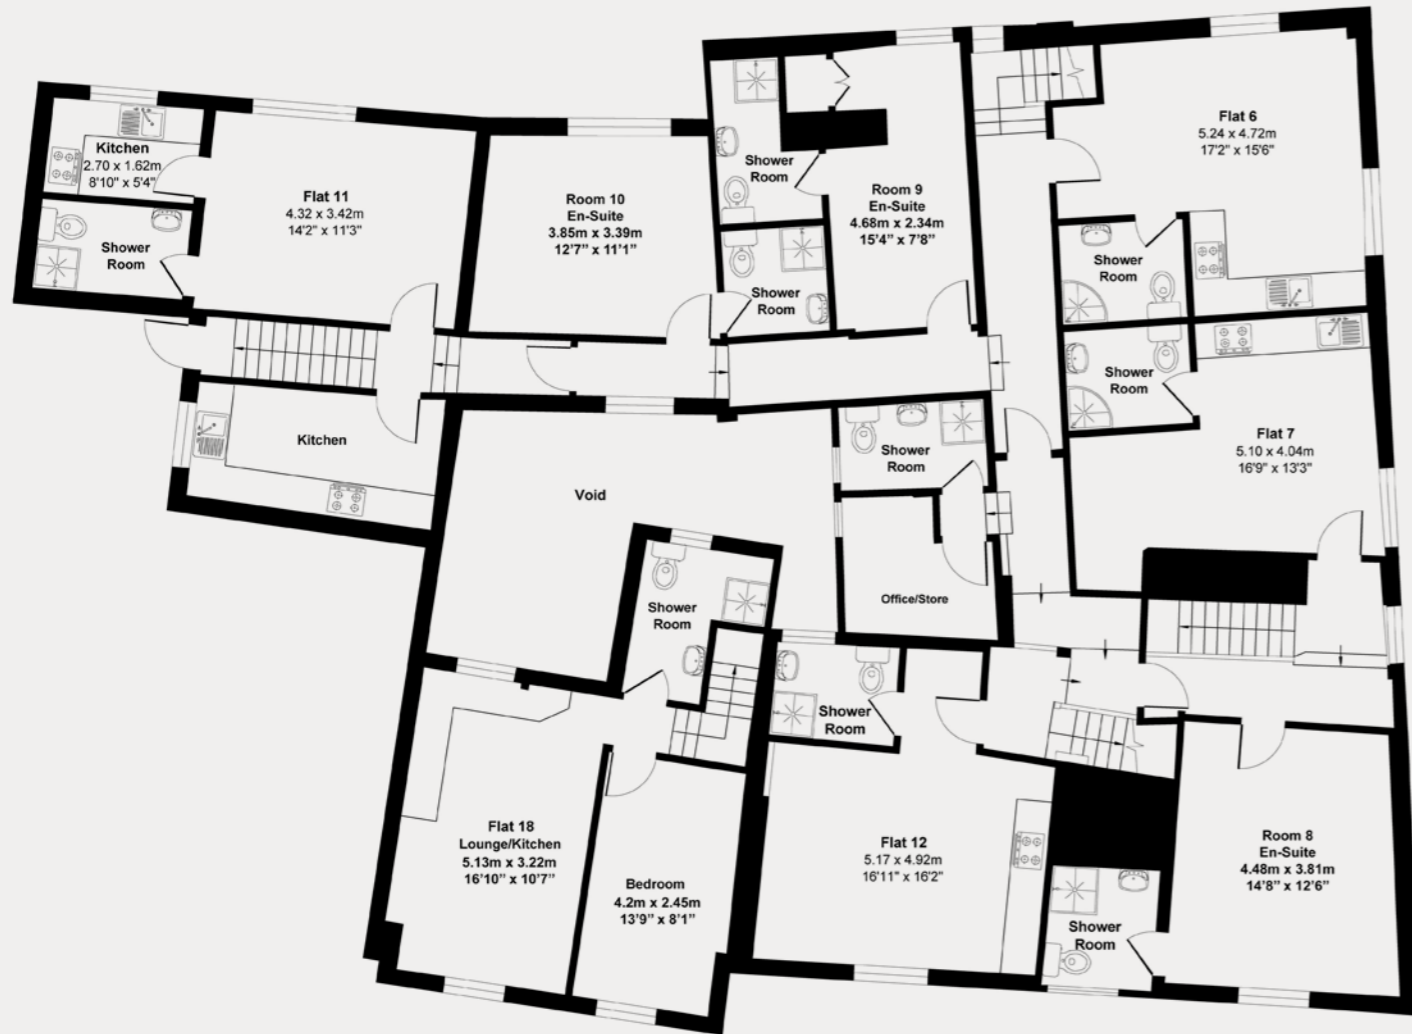 Kitchen
2.70 x 1.62m
8'10" x 5'4"
Shower
Room
Flat 11
4.32 x 3.42m
14'2" x 11'3"
Room 10
En-Suite
3.85m x 3.39m
12'7" x 11'1"
Shower
Room
Shower
Room
Room 9
En-Suite
4.68m x 2.34m
15'4" x 7'8"
Flat 6
5.24 x 4.72m
17'2" x 15'6"
Shower
Room
Shower
Room
Flat 7
5.10 x 4.04m
16'9" x 13'3"
Kitchen
Void
Shower
Room
Office/Store
Shower
Room
Shower
Room
Flat 18
Lounge/Kitchen
5.13m x 3.22m
16'10" x 10'7"
Bedroom
4.2m x 2.45m
13'9" x 8'1"
Flat 12
5.17 x 4.92m
16'11" x 16'2"
Shower
Room
Room 8
En-Suite
4.48m x 3.81m
14'8" x 12'6"